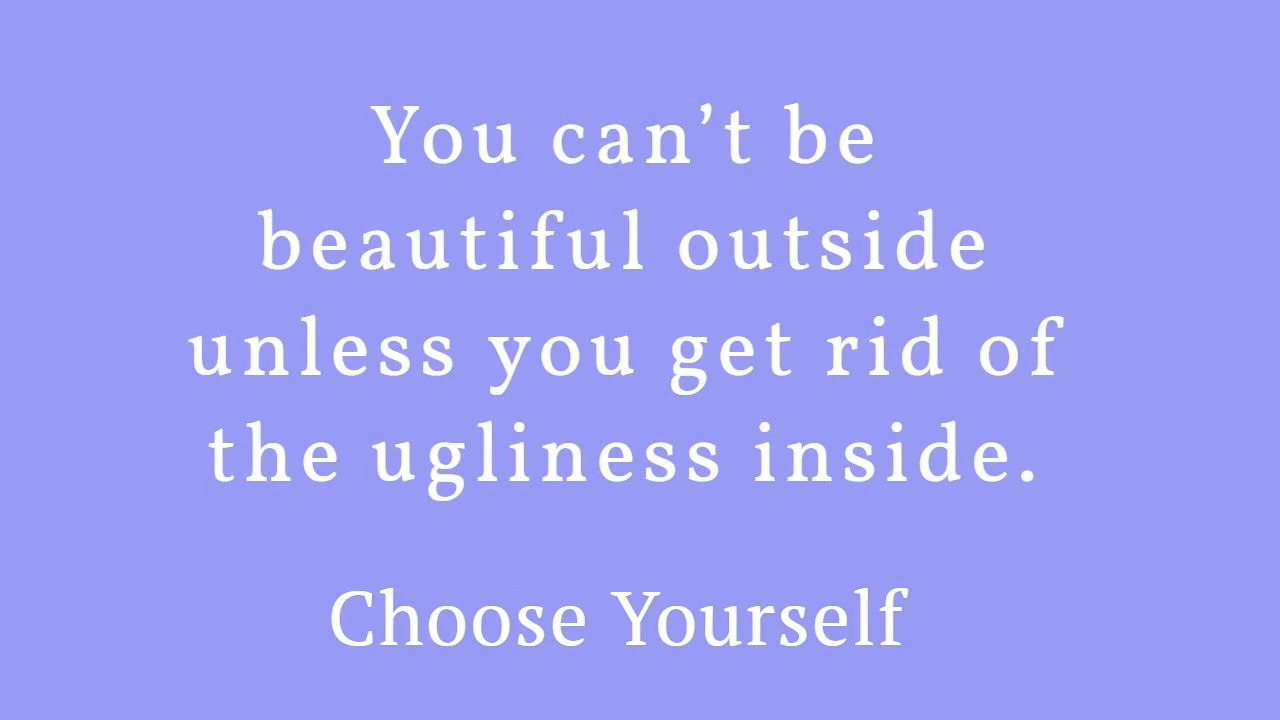 You can’t be
beautiful outside
unless you get rid of
the ugliness inside.
Choose Yourself